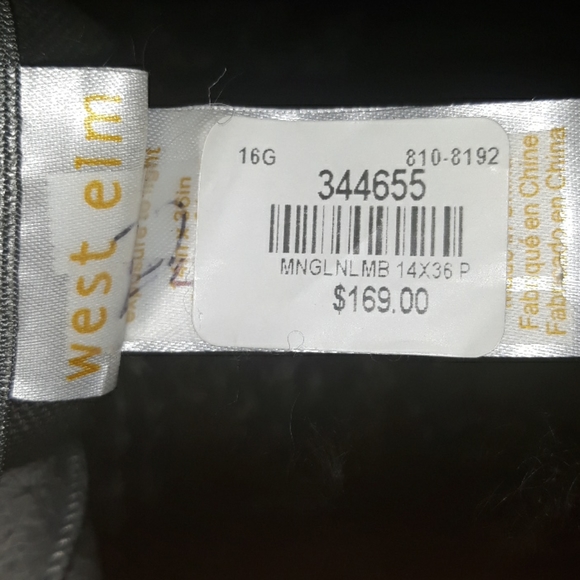 west elm
16G 810-8192
344655
MNGLNLMB 14X36 P
$169.00
Fabriqué en Chine
Fabricado en China